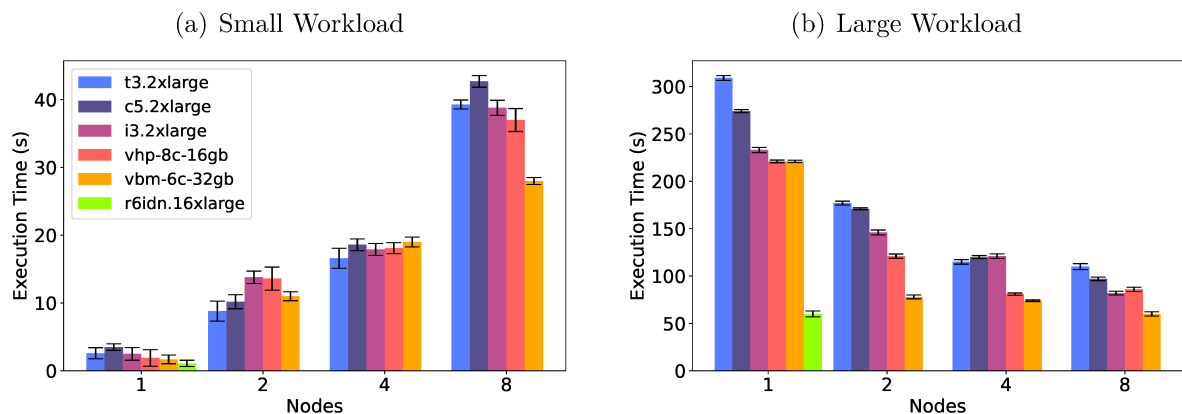 (a) Small Workload
Execution Time (s)
40
30
20
10
0
t3.2xlarge
c5.2xlarge
i3.2xlarge
vhp-8c-16gb
vbm-6c-32gb
r6idn.16xlarge
1 2 4 8
Nodes
(b) Large Workload
Execution Time (s)
300
250
200
150
100
50
0
1 2 4 8
Nodes